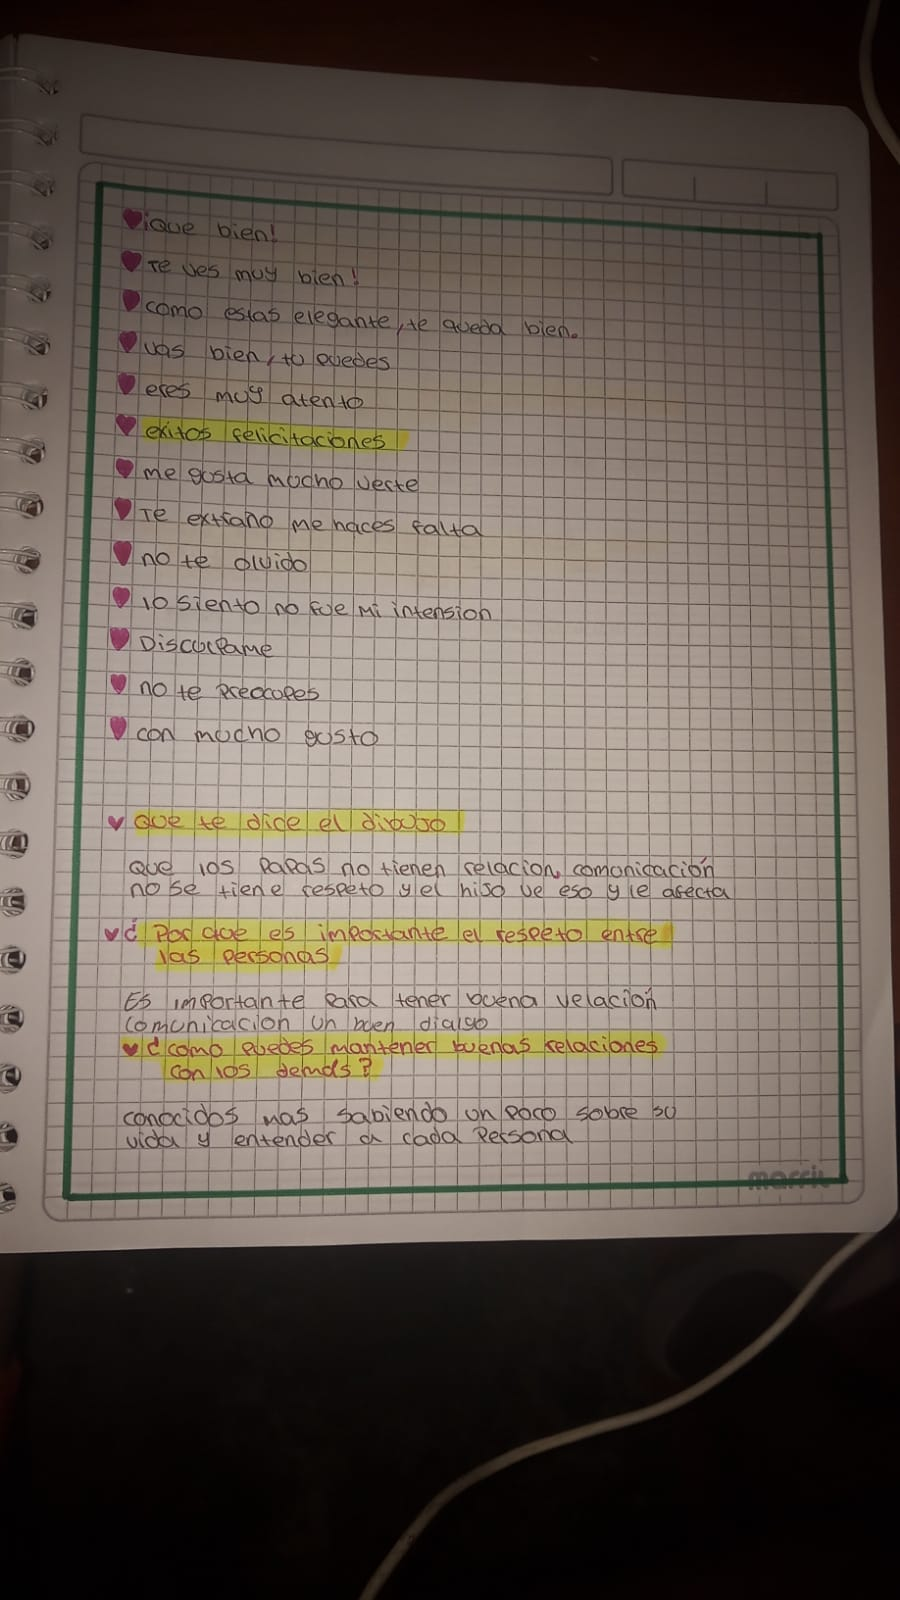 ¡que bien!
Te ves muy bien!
como estas elegante, te queda bien.
vas bien, tu puedes
eres muy atento
exitos felicitaciones
me gusta mucho verte
Te extraño me haces falta
no te olvido
lo siento no fue mi intension
Disculpame
no te preocupes
con mucho gusto
que te dice el dibujo
que los papas no tienen relacion, comunicación
no se tiene respeto y el hijo ve eso y le afecta
¿ Por que es importante el respeto entre
las personas
Es importante para tener buena relación
comunicacion un buen dialgo
¿ como puedes mantener buenas relaciones
con los demás?
conocidos mas sabiendo un poco sobre su
vida y entender a cada persona